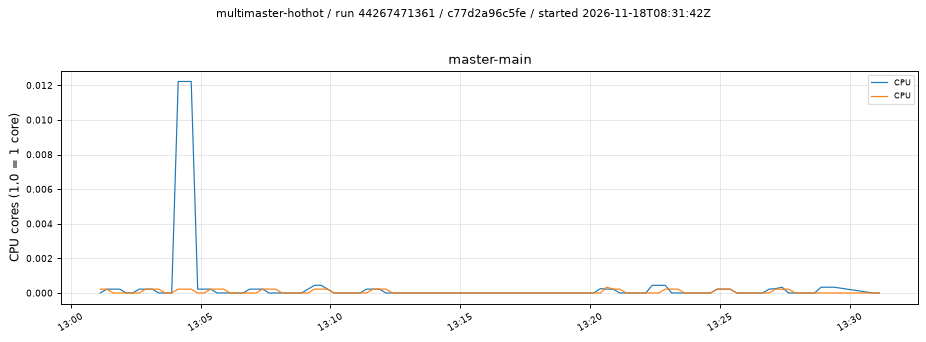 multimaster-hothot / run 44267471361 / c77d2a96c5fe / started 2026-11-18T08:31:42Z
master-main
CPU
CPU
CPU cores (1.0 = 1 core)
0.012
0.010
0.008
0.006
0.004
0.002
0.000
13:00
13:05
13:10
13:15
13:20
13:25
13:30